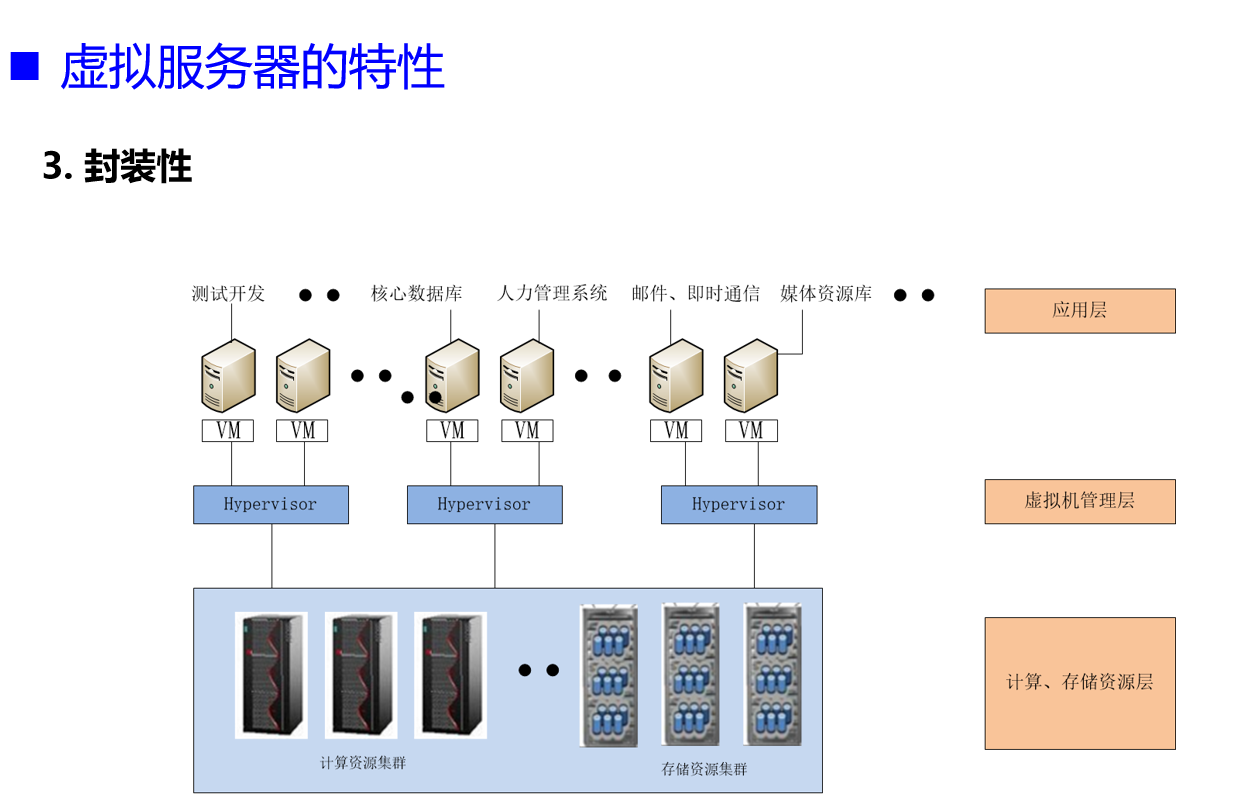 虚拟服务器的特性
3. 封装性
测试开发 核心数据库 人力管理系统 邮件、即时通信 媒体资源库 应用层
VM VM VM VM VM VM
Hypervisor Hypervisor Hypervisor 虚拟机管理层
计算、存储资源层
计算资源集群 存储资源集群